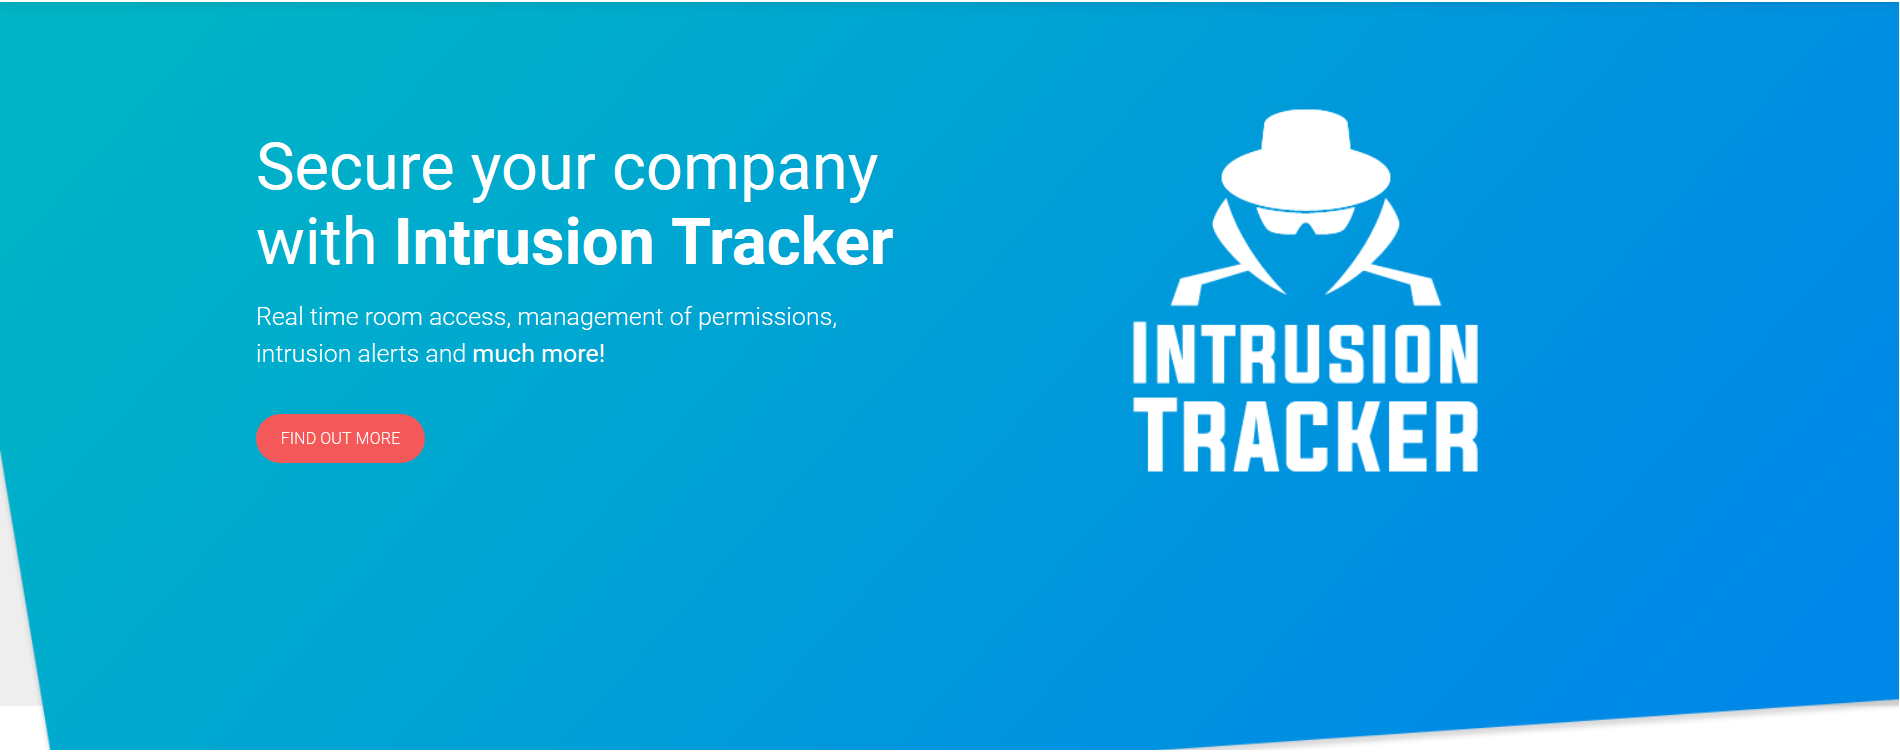 Secure your company
with Intrusion Tracker
Real time room access, management of permissions,
intrusion alerts and much more!
FIND OUT MORE
INTRUSION
TRACKER